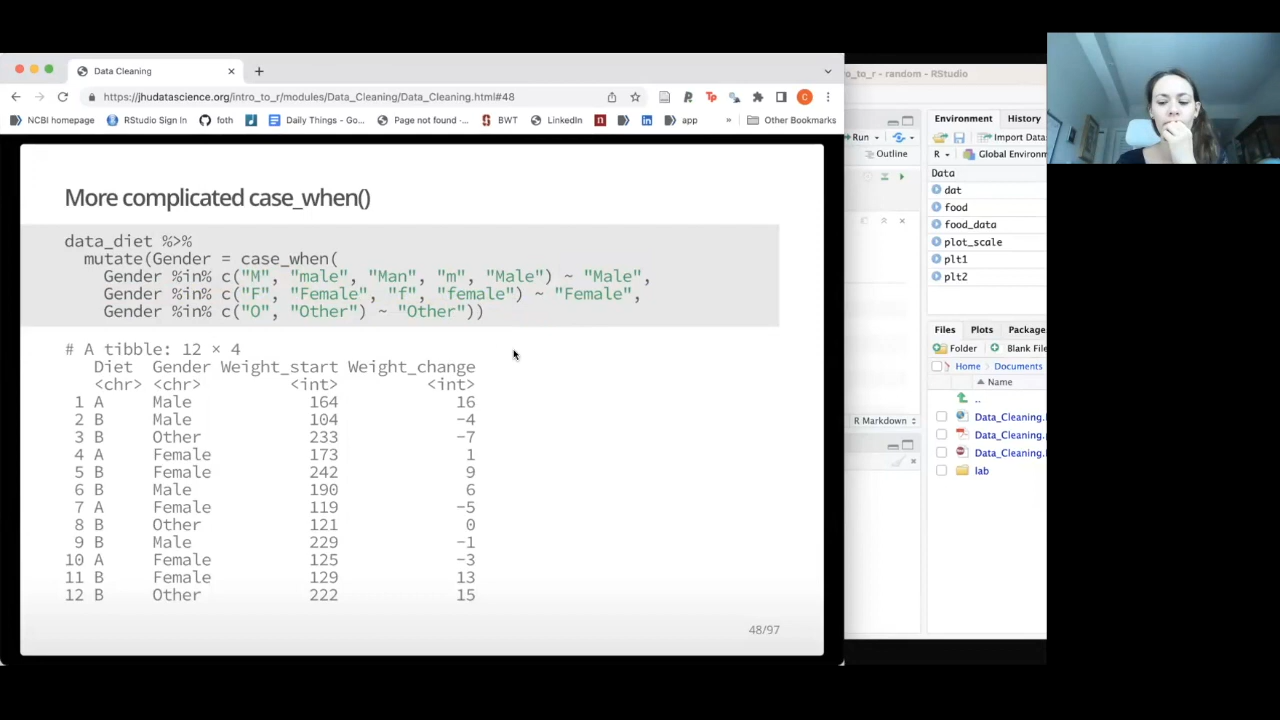 Data Cleaning
https://jhudatascience.org/intro_to_r/modules/Data_Cleaning/Data_Cleaning.html#48
NCBI homepage
RStudio Sign In
foth
Daily Things - Go...
Page not found · ...
BWT
LinkedIn
app
»
Other Bookmarks
More complicated case_when()
data_diet %>%
mutate(Gender = case_when(
Gender %in% c("M", "male", "Man", "m", "Male") ~ "Male",
Gender %in% c("F", "Female", "f", "female") ~ "Female",
Gender %in% c("O", "Other") ~ "Other"))
# A tibble: 12 × 4
Diet Gender Weight_start Weight_change
<chr> <chr> <int> <int>
1 A Male 164 16
2 B Male 104 -4
3 B Other 233 -7
4 A Female 173 1
5 B Female 242 9
6 B Male 190 6
7 A Female 119 -5
8 B Other 121 0
9 B Male 229 -1
10 A Female 125 -3
11 B Female 129 13
12 B Other 222 15
48/97
o_to_r - random - RStudio
Run
Outline
R Markdown
Environment History
Import Data
R Global Environm
Data
dat
food
food_data
plot_scale
plt1
plt2
Files Plots Package
Folder Blank File
Home Documents
Name
..
Data_Cleaning.
Data_Cleaning.
Data_Cleaning.
lab